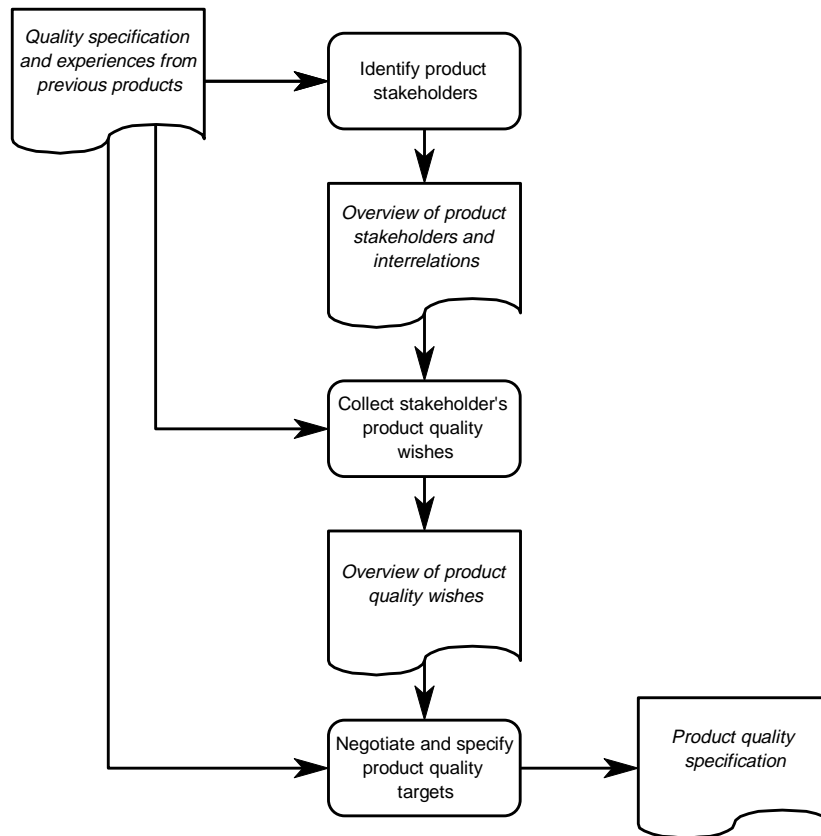 Quality specification
and experiences from
previous products
Identify product
stakeholders
Overview of product
stakeholders and
interrelations
Collect stakeholder's
product quality
wishes
Overview of product
quality wishes
Negotiate and specify
product quality
targets
Product quality
specification